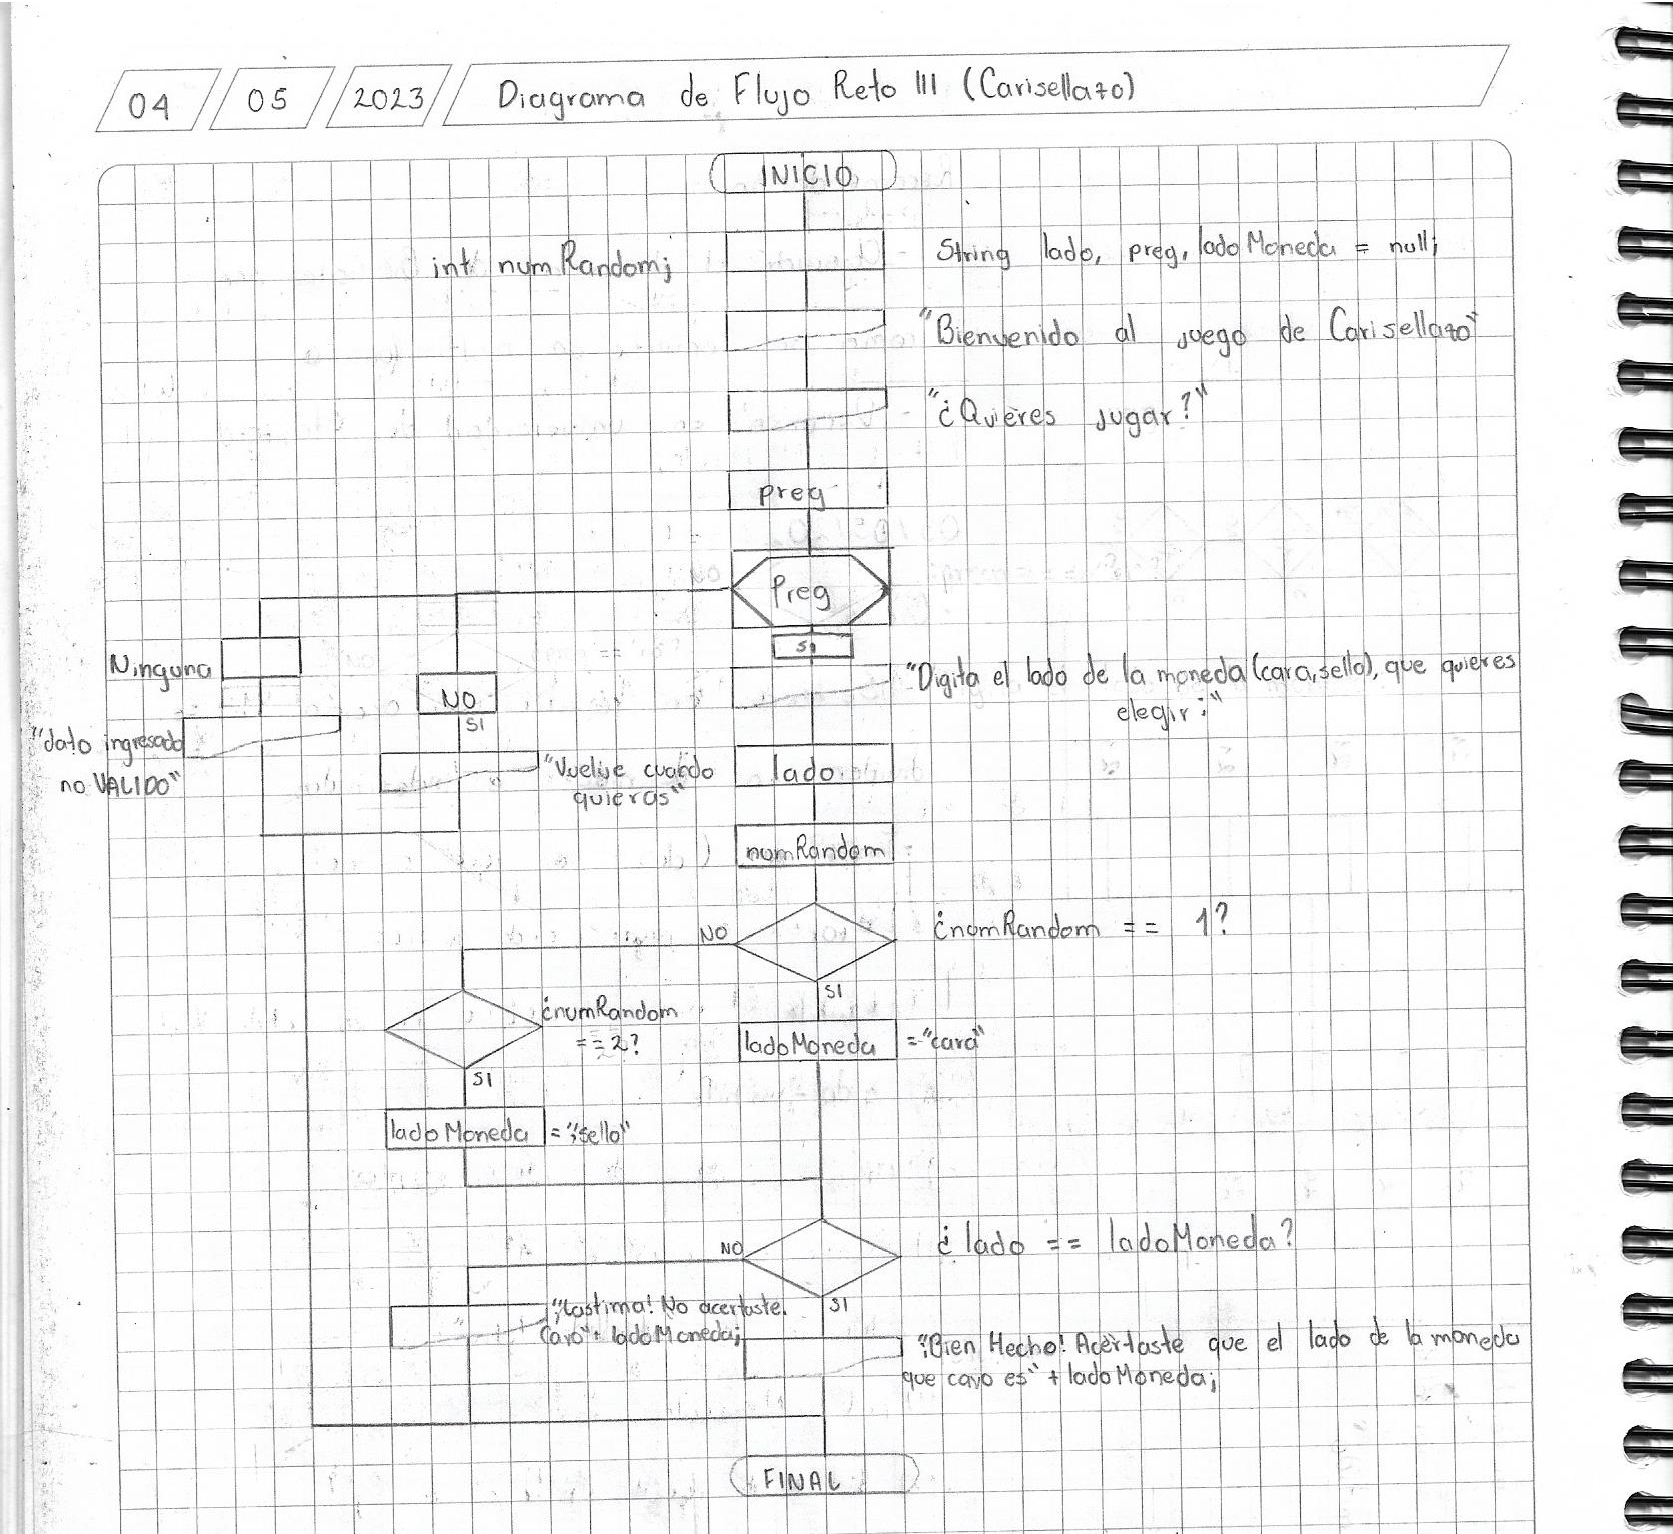 04 05 2023 Diagrama de Flujo Reto III (Carisellazo)
INICIO
int numRandom;
String lado, preg, ladoMoneda = null;
"Bienvenido al juego de Carisellazo"
"¿Quieres jugar?"
preg
Preg
SI
Ninguna
NO
SI
"Digita el lado de la moneda (cara, sello), que quieres
elegir:"
"dato ingresado
no VALIDO"
"Vuelve cuando
quieras"
lado
numRandom
NO
¿numRandom == 1?
SI
¿numRandom
==2?
ladoMoneda ="cara"
SI
ladoMoneda ="sello"
NO
¿lado == ladoMoneda?
SI
"¡Lastima! No acertaste.
Cayo"+ ladoMoneda;
"¡Bien Hecho! Acertaste que el lado de la moneda
que cayo es" + ladoMoneda;
FINAL